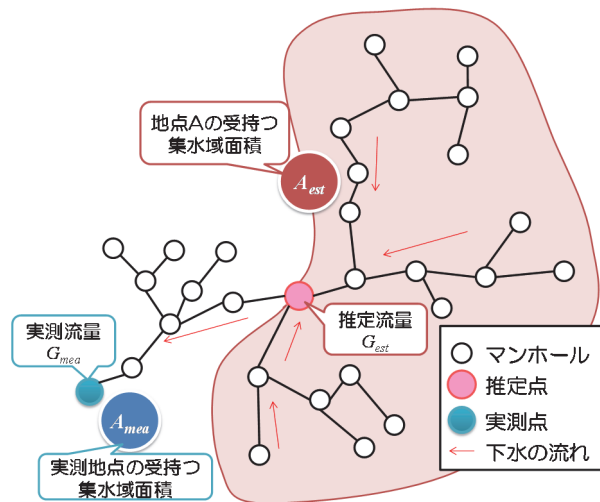 地点Aの受持つ
集水域面積
A_est
実測流量
G_mea
推定流量
G_est
A_mea
実測地点の受持つ
集水域面積
マンホール
推定点
実測点
下水の流れ